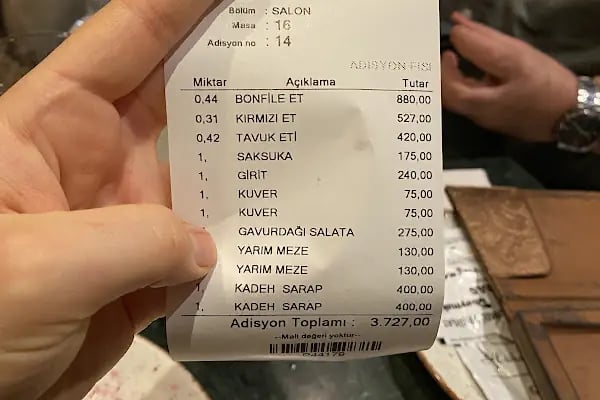 Bölüm : SALON
Masa : 16
Adisyon no : 14
ADISYON FISI
Miktar Açıklama Tutar
0,44 BONFİLE ET 880,00
0,31 KIRMIZI ET 527,00
0,42 TAVUK ETİ 420,00
1, SAKSUKA 175,00
1, GİRİT 240,00
1, KUVER 75,00
1, KUVER 75,00
1, GAVURDAĞI SALATA 275,00
YARIM MEZE 130,00
YARIM MEZE 130,00
1, KADEH SARAP 400,00
1, KADEH SARAP 400,00
Adisyon Toplamı : 3.727,00
--Mali değeri yoktur--